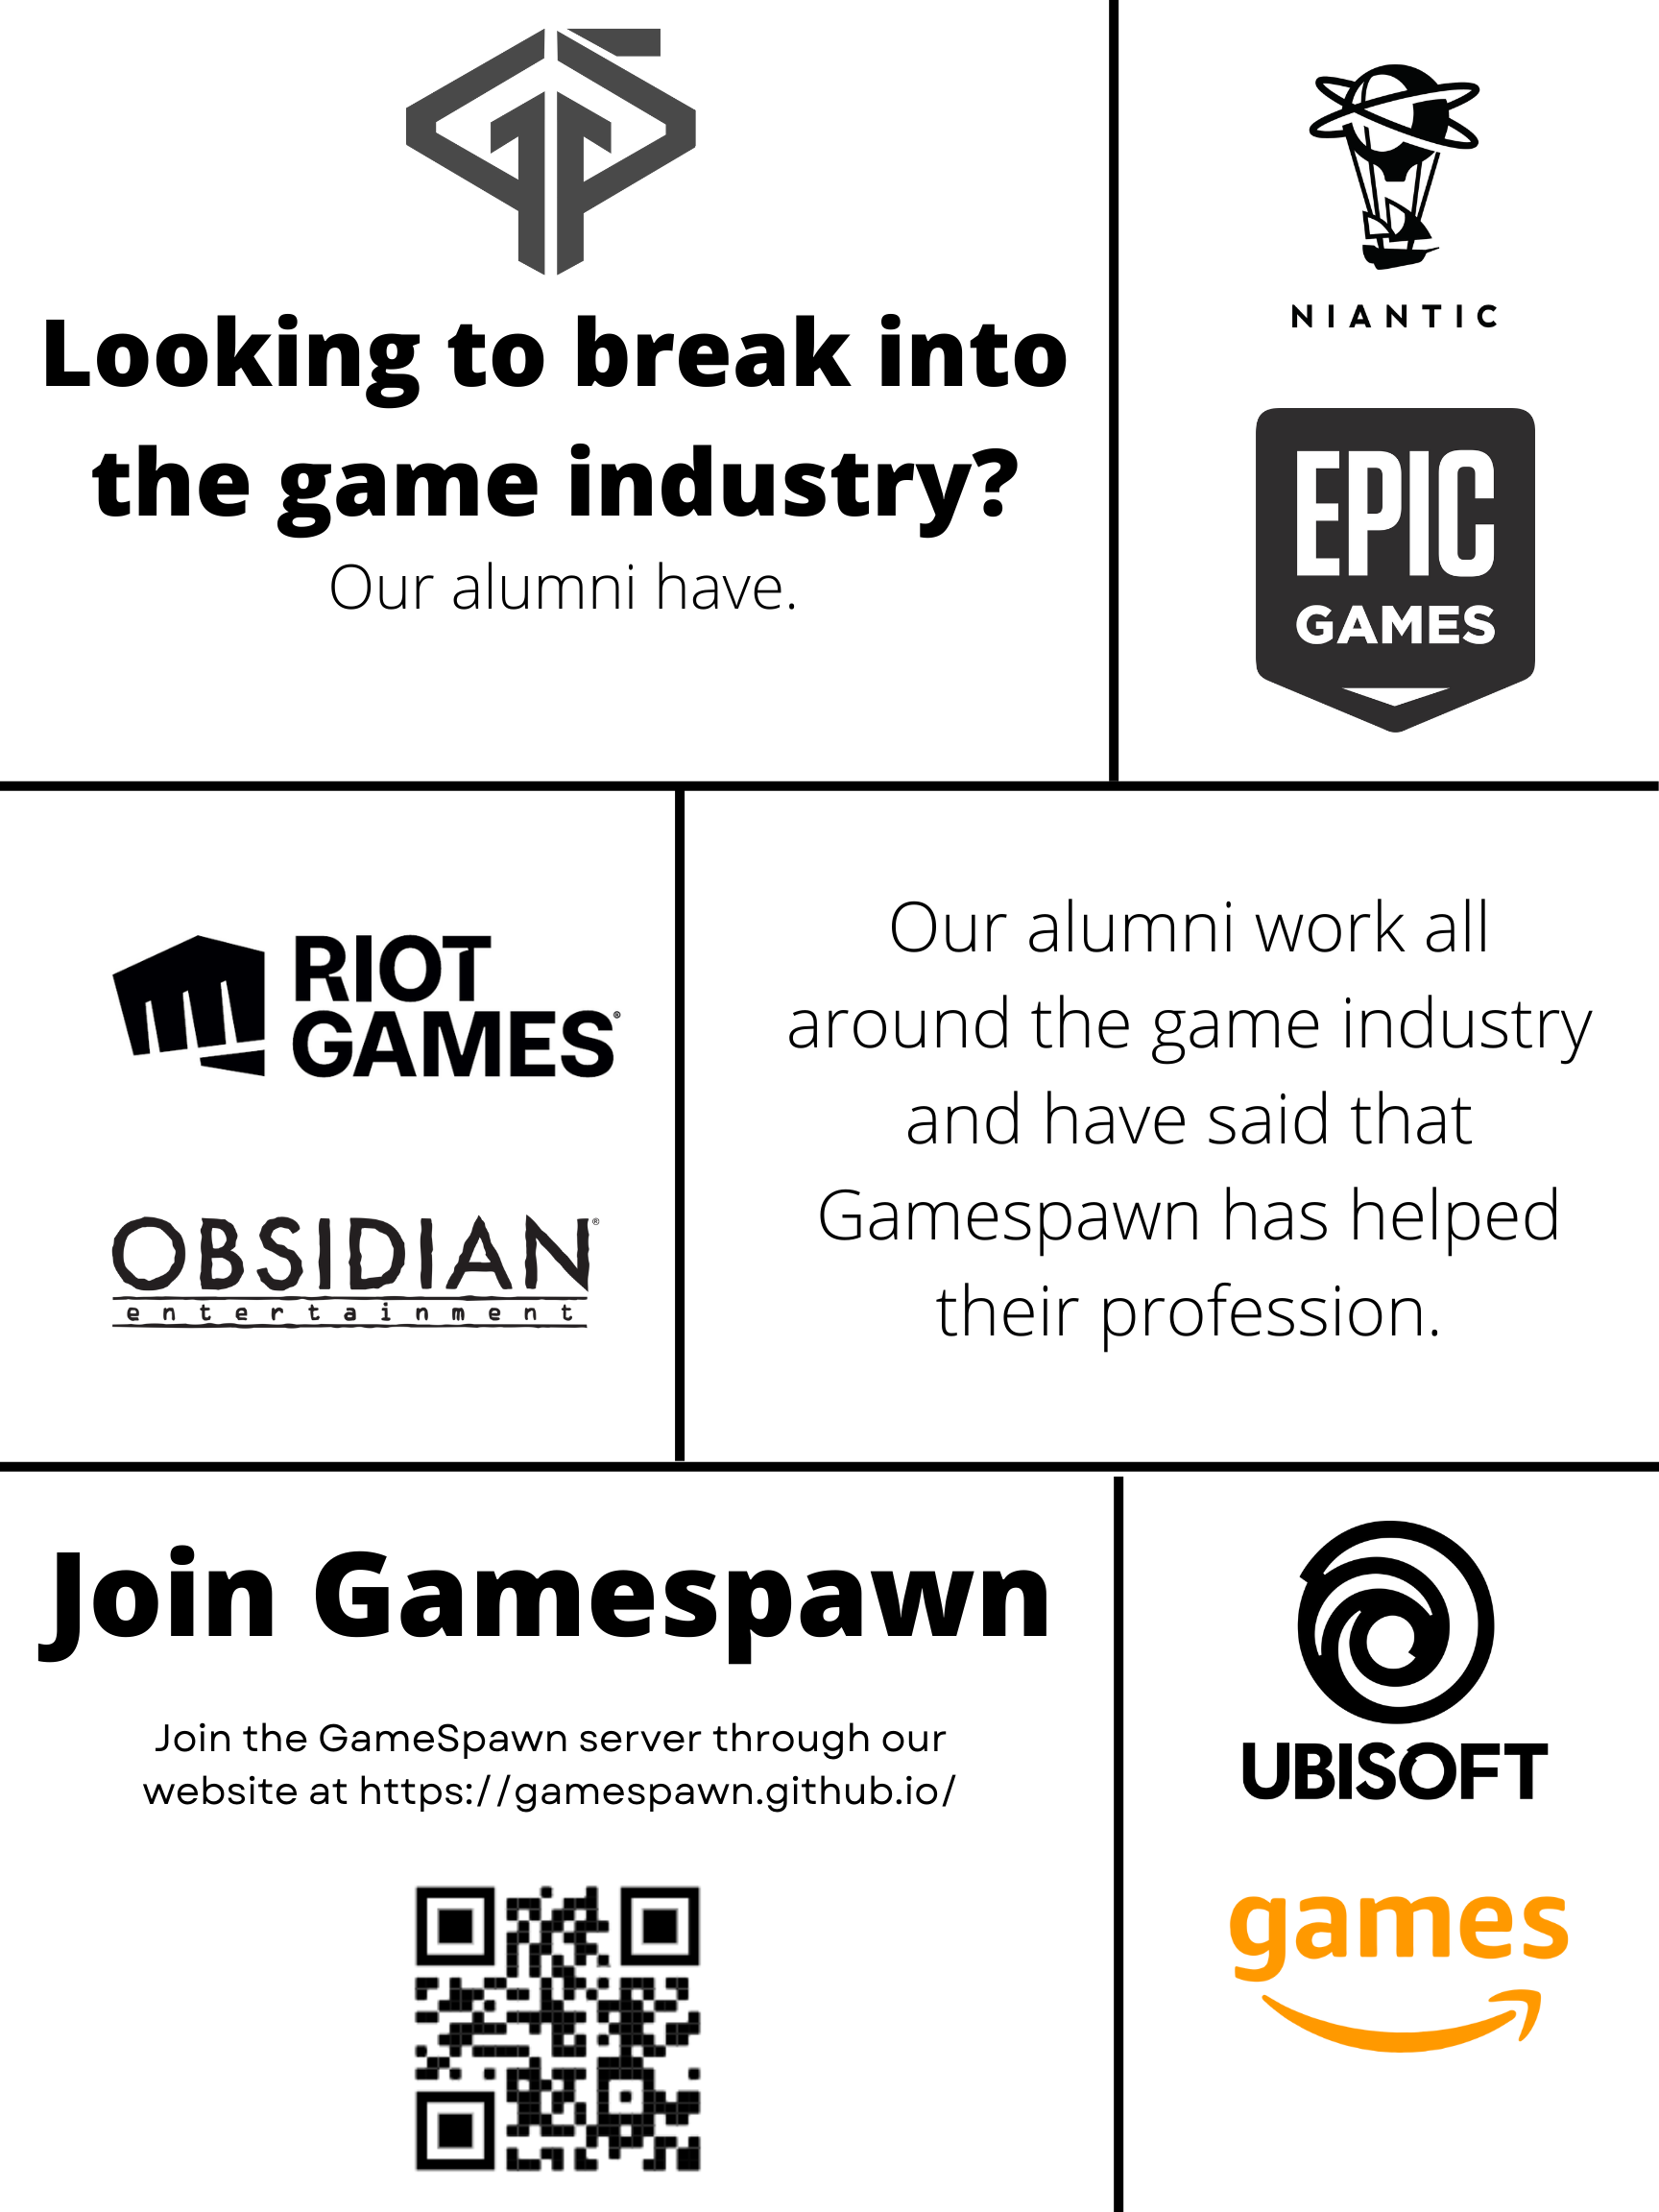 Looking to break into
the game industry?
Our alumni have.
NIANTIC
EPIC
GAMES
RIOT
GAMES®
OBSIDIAN®
entertainment
Our alumni work all
around the game industry
and have said that
Gamespawn has helped
their profession.
Join Gamespawn
Join the GameSpawn server through our
website at https://gamespawn.github.io/
UBISOFT
games